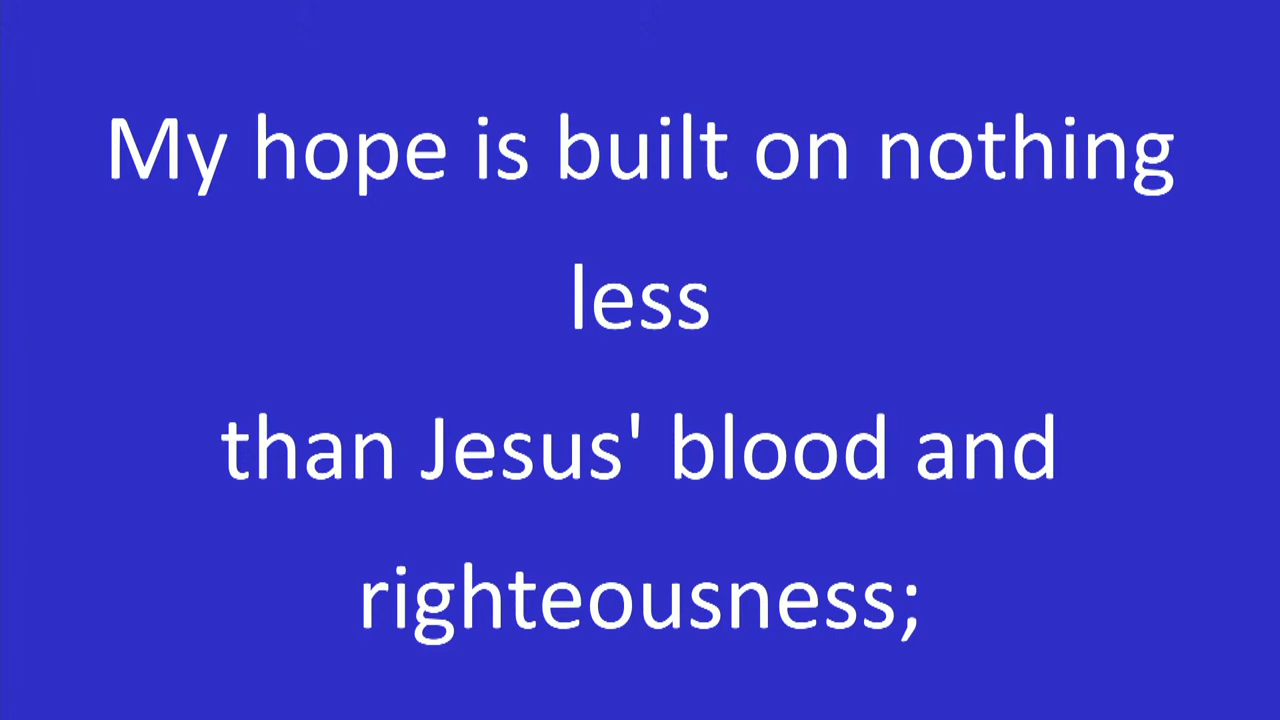 My hope is built on nothing
less
than Jesus' blood and
righteousness;